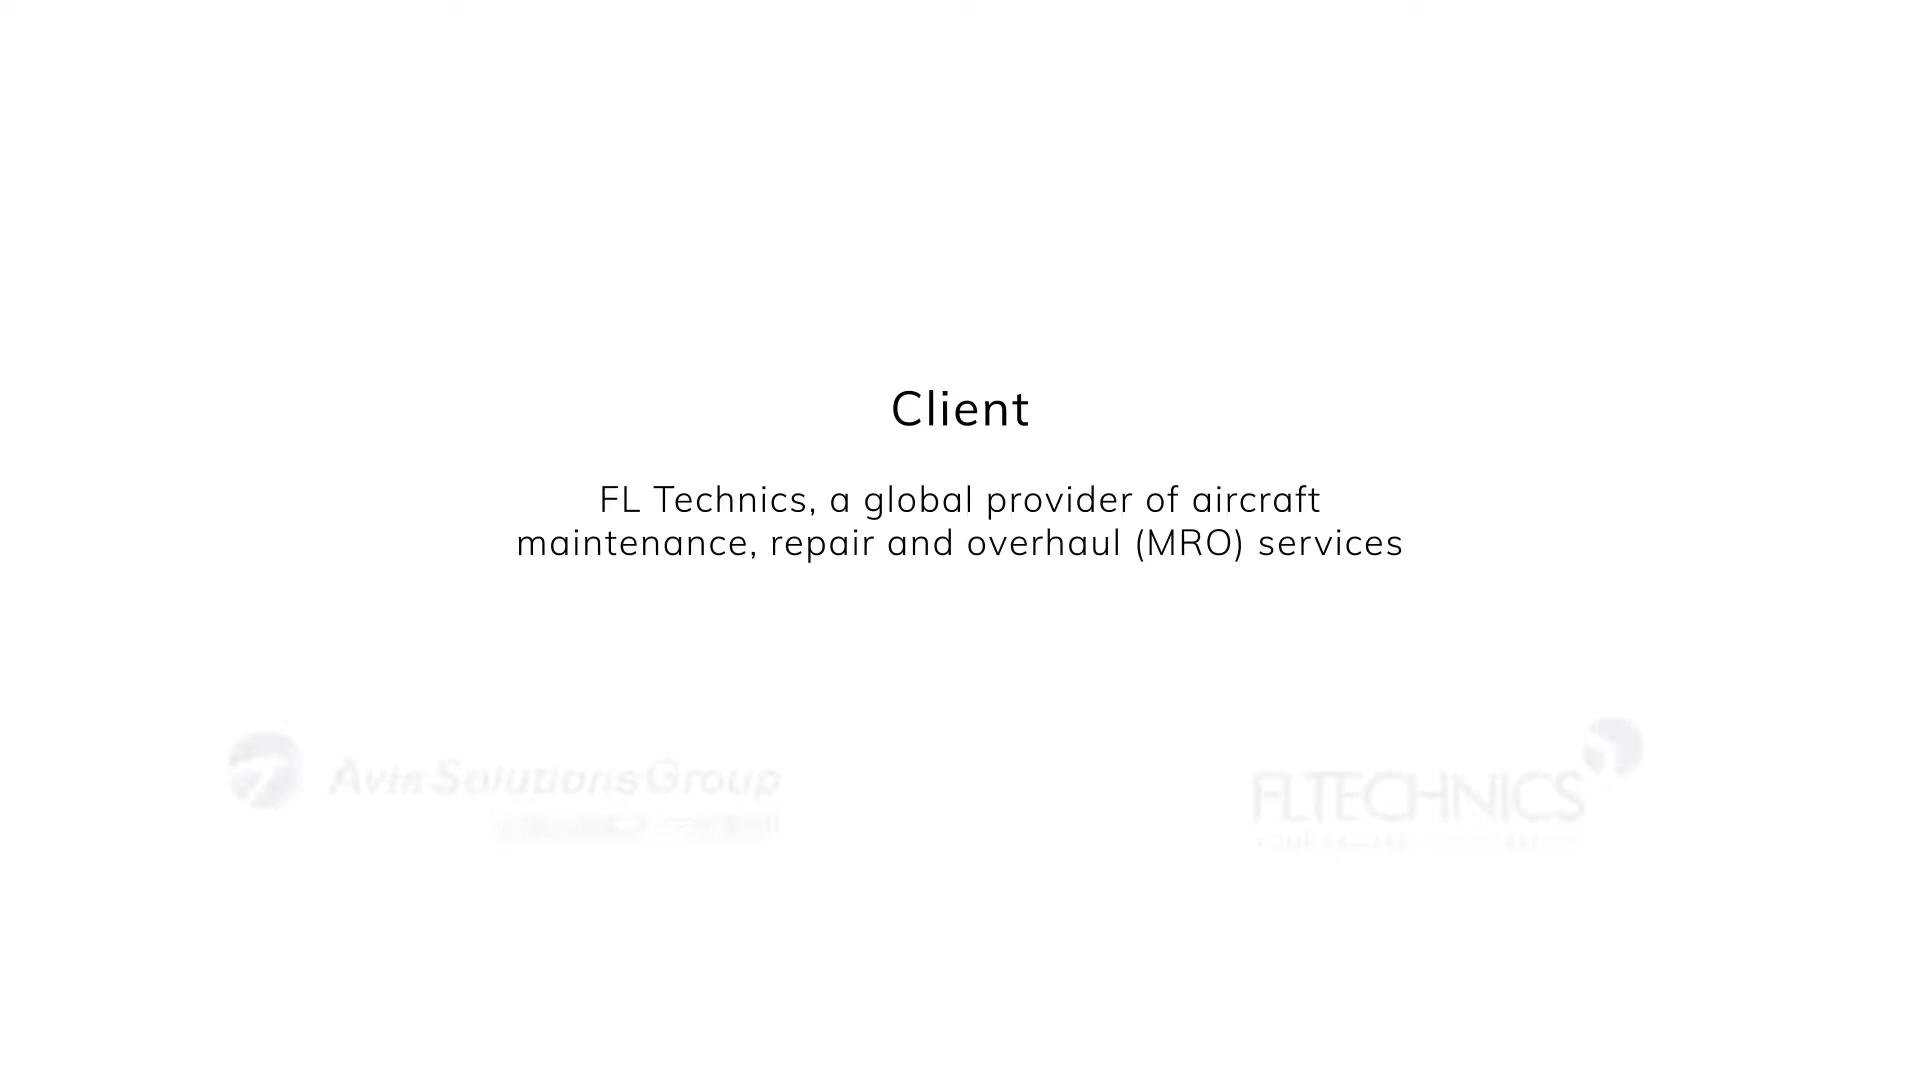 Client
FL Technics, a global provider of aircraft
maintenance, repair and overhaul (MRO) services
Avia Solutions Group
FLTECHNICS